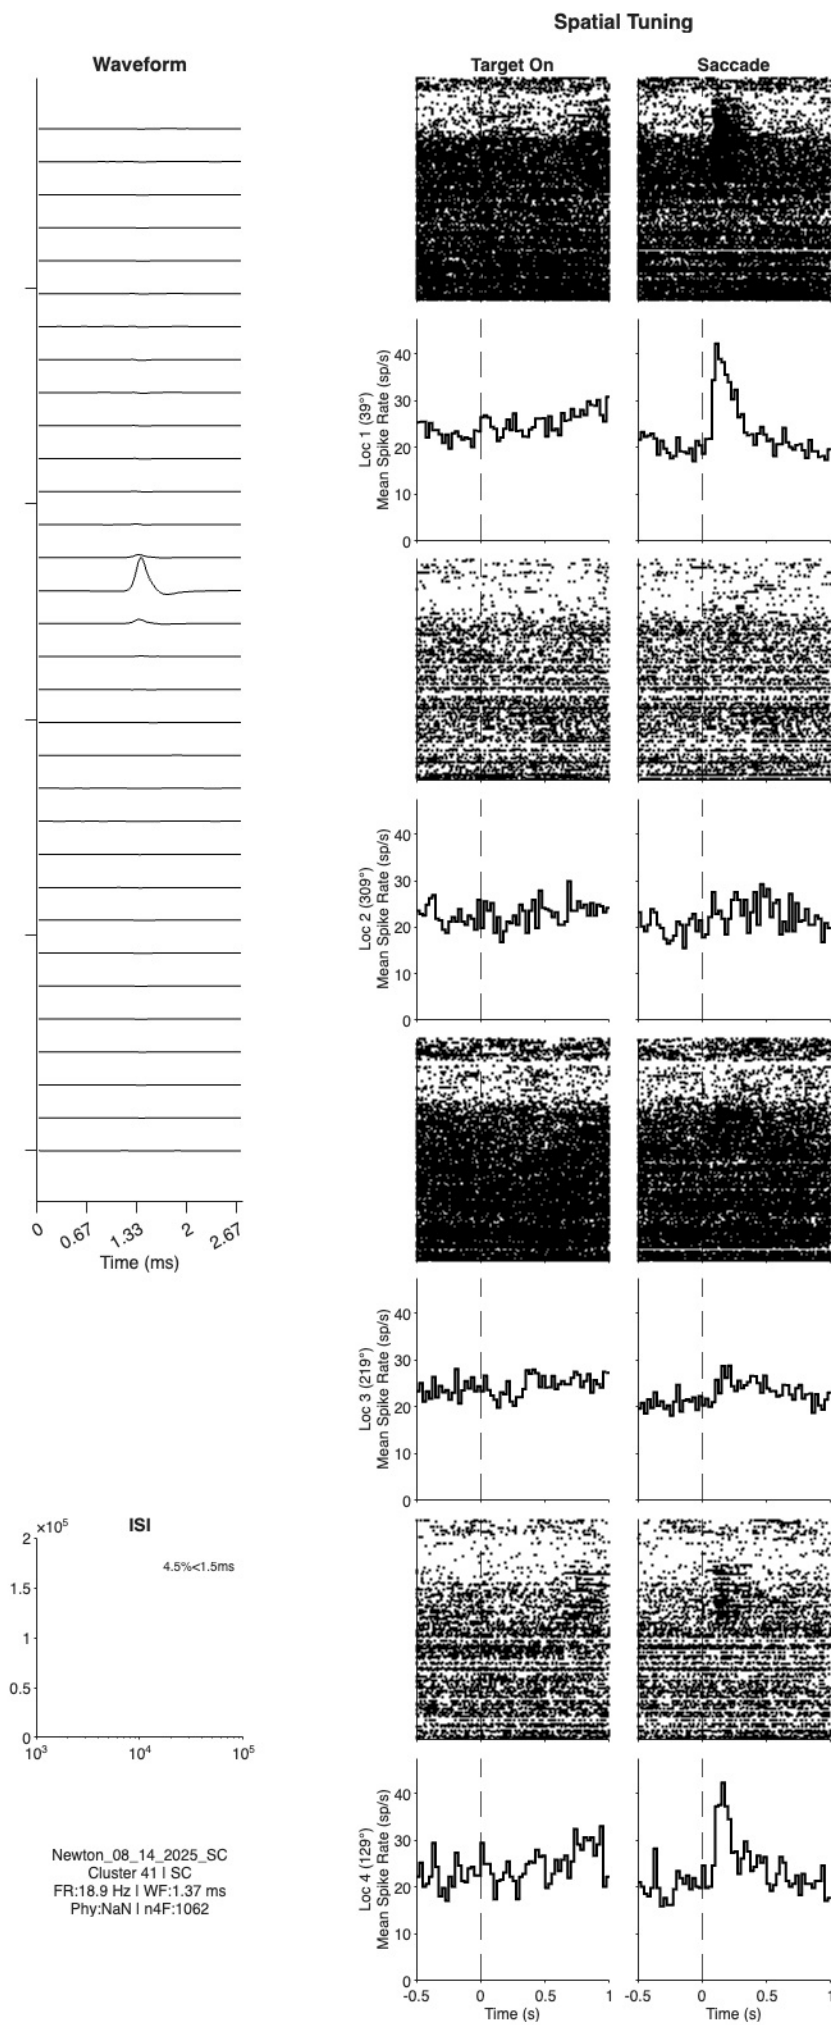 Spatial Tuning
Waveform
Target On
Saccade
40
30
20
10
0
Loc 1 (39°)
Mean Spike Rate (sp/s)
40
30
20
10
0
Loc 2 (309°)
Mean Spike Rate (sp/s)
0
0.67
1.33
2
2.67
Time (ms)
40
30
20
10
0
Loc 3 (219°)
Mean Spike Rate (sp/s)
×10⁵
ISI
2
1.5
1
0.5
0
4.5%<1.5ms
10³
10⁴
10⁵
Newton_08_14_2025_SC
Cluster 41 | SC
FR:18.9 Hz | WF:1.37 ms
Phy:NaN | n4F:1062
40
30
20
10
0
Loc 4 (129°)
Mean Spike Rate (sp/s)
-0.5
0
0.5
1
Time (s)
-0.5
0
0.5
1
Time (s)